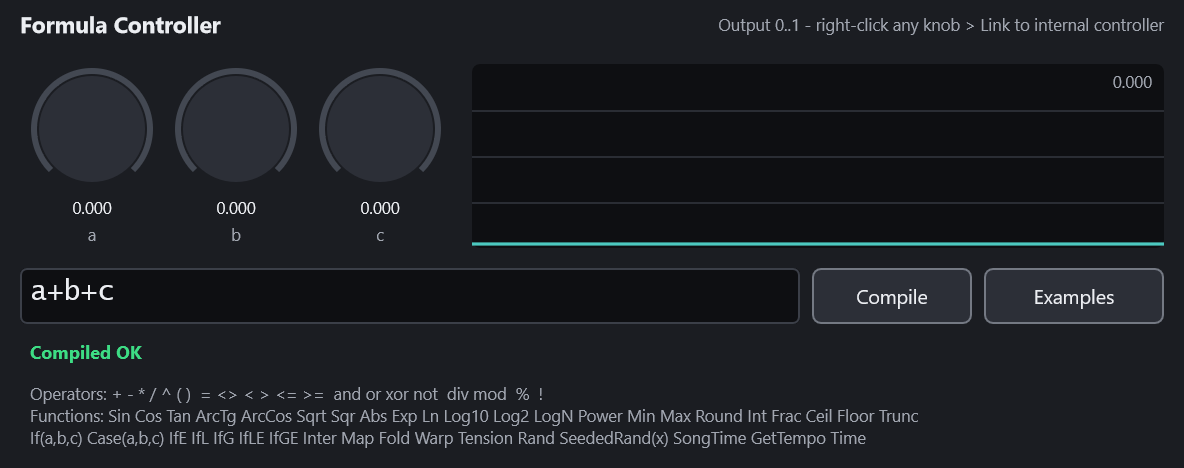 Formula Controller
Output 0..1 - right-click any knob > Link to internal controller
0.000
0.000
0.000
0.000
a
b
c
a+b+c
Compile
Examples
Compiled OK
Operators: + - * / ^ ( )  = <> < > <= >=  and or xor not  div mod  %  !
Functions: Sin Cos Tan ArcTg ArcCos Sqrt Sqr Abs Exp Ln Log10 Log2 LogN Power Min Max Round Int Frac Ceil Floor Trunc
If(a,b,c) Case(a,b,c) IfE IfL IfG IfLE IfGE Inter Map Fold Warp Tension Rand SeededRand(x) SongTime GetTempo Time